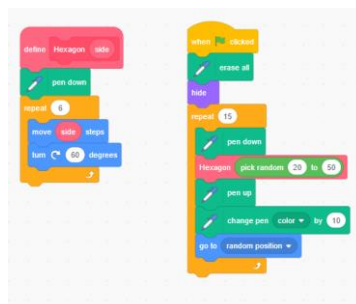 define Hexagon side
pen down
repeat 6
move side steps
turn 60 degrees
when clicked
erase all
hide
repeat 15
pen down
Hexagon pick random 20 to 50
pen up
change pen color by 10
go to random position